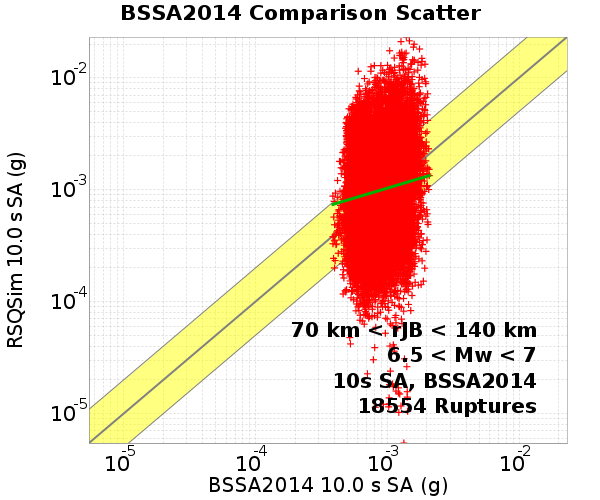 BSSA2014 Comparison Scatter
RSQSim 10.0 s SA (g)
10-2
10-3
10-4
10-5
70 km < rJB < 140 km
6.5 < Mw < 7
10s SA, BSSA2014
18554 Ruptures
10-5 10-4 10-3 10-2
BSSA2014 10.0 s SA (g)